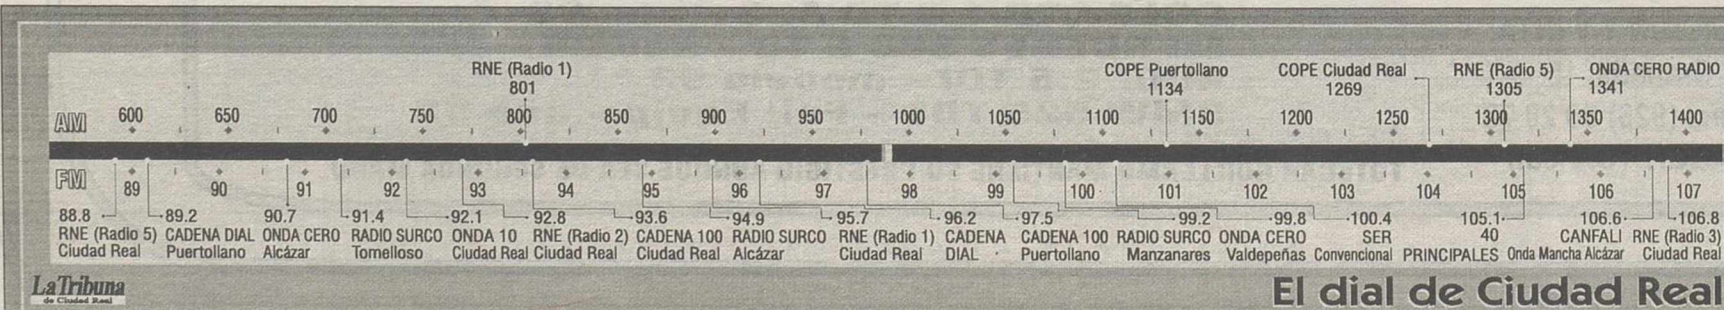 RNE (Radio 1) COPE Puertollano COPE Ciudad Real RNE (Radio 5) ONDA CERO RADIO
801 1134 1269 1305 1341
AM 600 650 700 750 800 850 900 950 1000 1050 1100 1150 1200 1250 1300 1350 1400
FM 89 90 91 92 93 94 95 96 97 98 99 100 101 102 103 104 105 106 107
88.8 89.2 90.7 91.4 92.1 92.8 93.6 94.9 95.7 96.2 97.5 99.2 99.8 100.4 105.1 106.6 106.8
RNE (Radio 5) CADENA DIAL ONDA CERO RADIO SURCO ONDA 10 RNE (Radio 2) CADENA 100 RADIO SURCO RNE (Radio 1) CADENA CADENA 100 RADIO SURCO ONDA CERO SER 40 CANFALI RNE (Radio 3)
Ciudad Real Puertollano Alcázar Tomelloso Ciudad Real Ciudad Real Ciudad Real Alcázar Ciudad Real DIAL Puertollano Manzanares Valdepeñas Convencional PRINCIPALES Onda Mancha Alcázar Ciudad Real
La Tribuna
de Ciudad Real
El dial de Ciudad Real